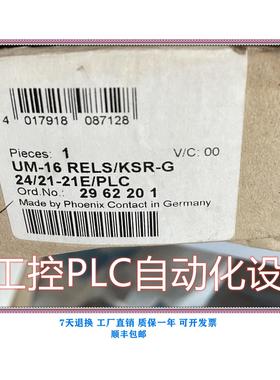 4 017918 087128
Pieces: 1 V/C: 00
UM-16 RELS/KSR-G
24/21-21E/PLC
Ord.No.: 29 62 20 1
Made by Phoenix Contact in Germany
工控PLC自动化设
7天退换 工厂直销 质保一年 可开发票
顺丰包邮